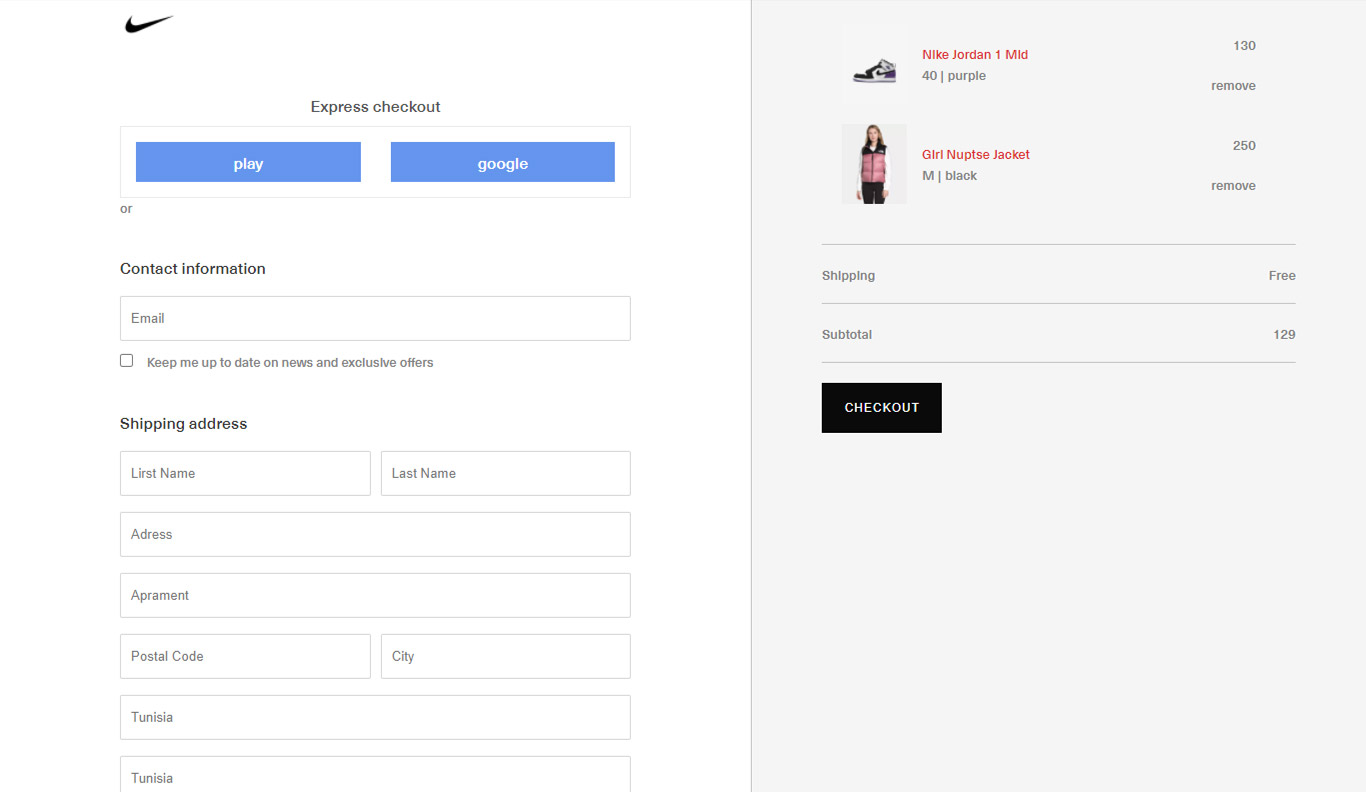 Express checkout
play
google
or
Contact information
Email
Keep me up to date on news and exclusive offers
Shipping address
Lirst Name
Last Name
Adress
Aprament
Postal Code
City
Tunisia
Tunisia
Nike Jordan 1 Mid
40 | purple
130
remove
Girl Nuptse Jacket
M | black
250
remove
Shipping
Free
Subtotal
129
CHECKOUT